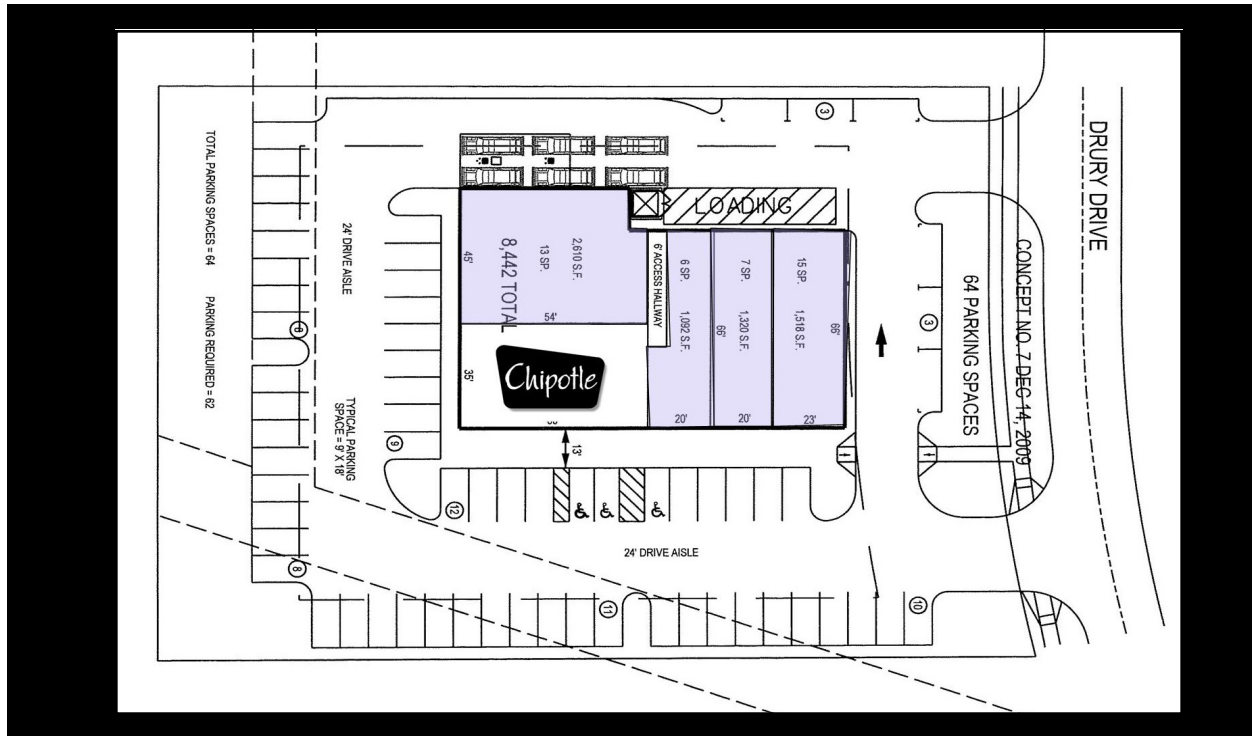 DRURY DRIVE
CONCEPT NO. 7 DEC 14, 2009
64 PARKING SPACES
3
3
LOADING
15 SP.
1,518 S.F.
66'
23'
7 SP.
1,320 S.F.
66'
20'
6 SP.
1,092 S.F.
20'
6' ACCESS HALLWAY
2,610 S.F.
13 SP.
8,442 TOTAL
45'
54'
35'
Chipotle
13'
24' DRIVE AISLE
TYPICAL PARKING
SPACE = 9' X 18'
9
12
24' DRIVE AISLE
8
11
10
TOTAL PARKING SPACES = 64
PARKING REQUIRED = 62